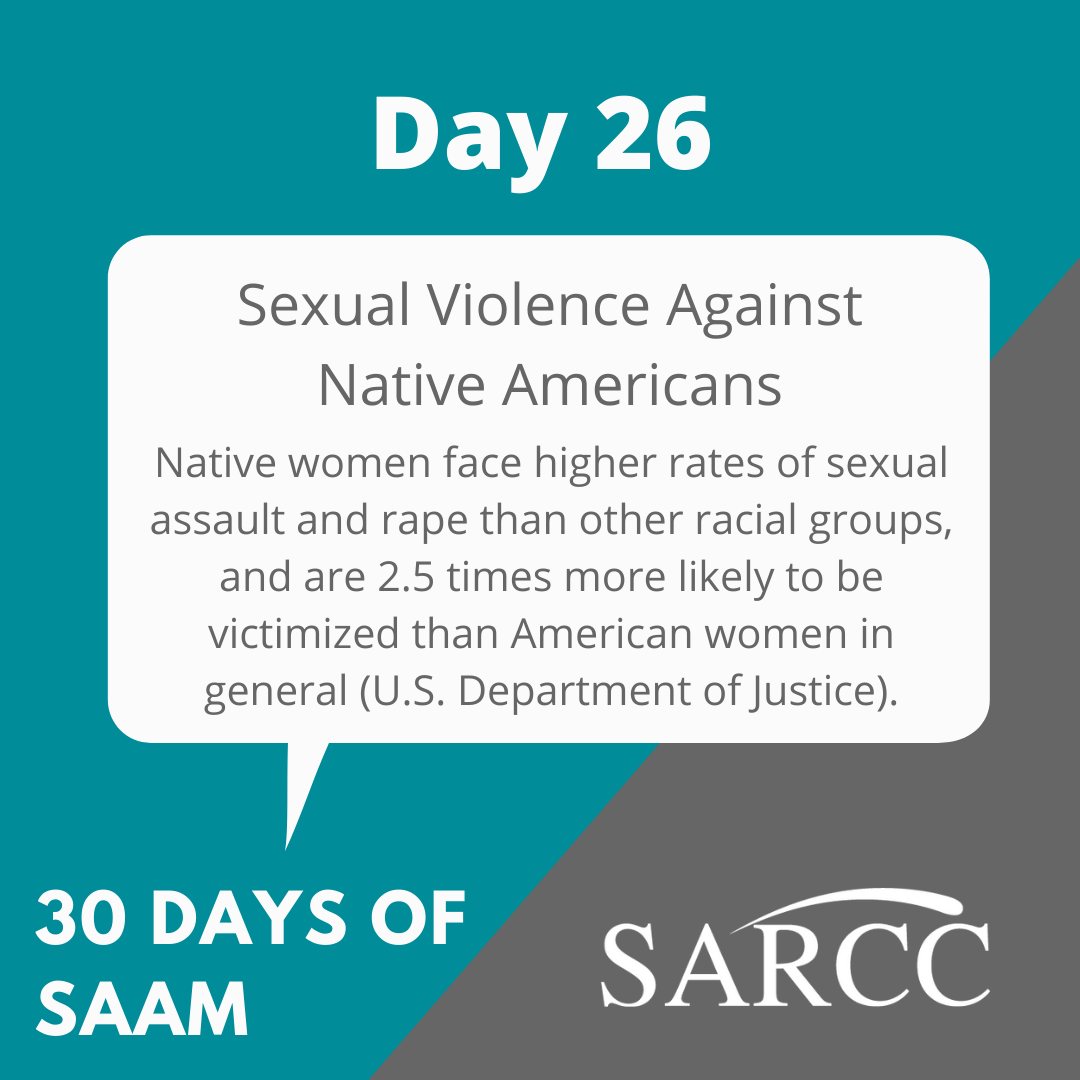 Day 26
Sexual Violence Against
Native Americans
Native women face higher rates of sexual
assault and rape than other racial groups,
and are 2.5 times more likely to be
victimized than American women in
general (U.S. Department of Justice).
30 DAYS OF
SAAM
SARCC